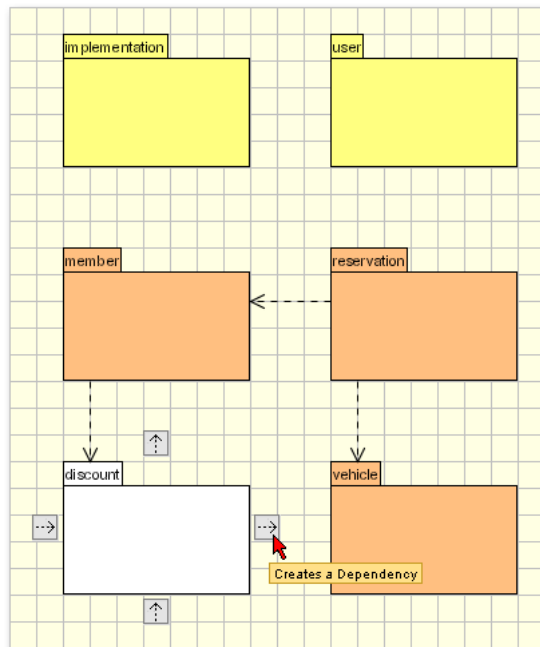 implementation
user
member
reservation
discount
vehicle
Creates a Dependency